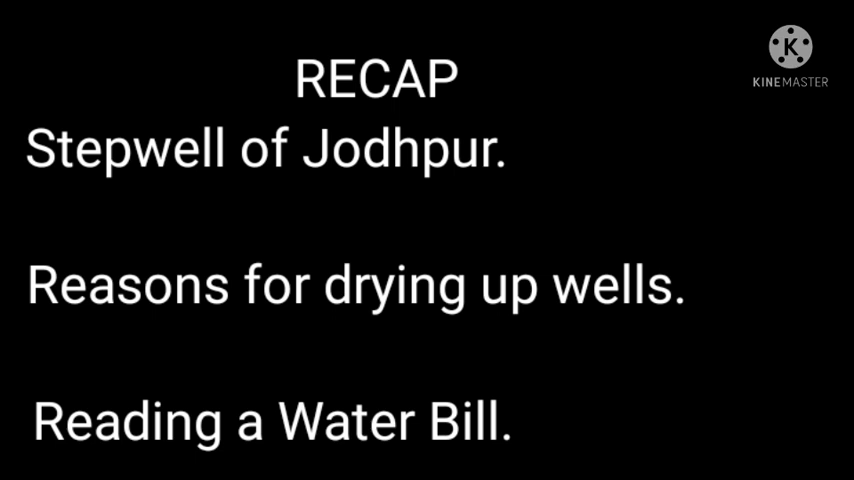 RECAP
K
KINEMASTER
Stepwell of Jodhpur.
Reasons for drying up wells.
Reading a Water Bill.